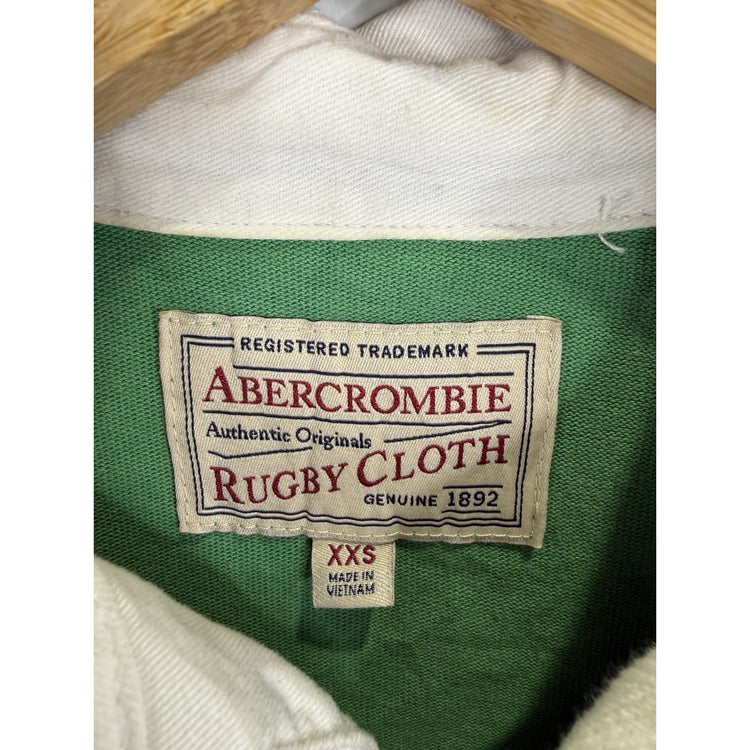 REGISTERED TRADEMARK
ABERCROMBIE
Authentic Originals
RUGBY CLOTH
GENUINE 1892
XXS
MADE IN
VIETNAM